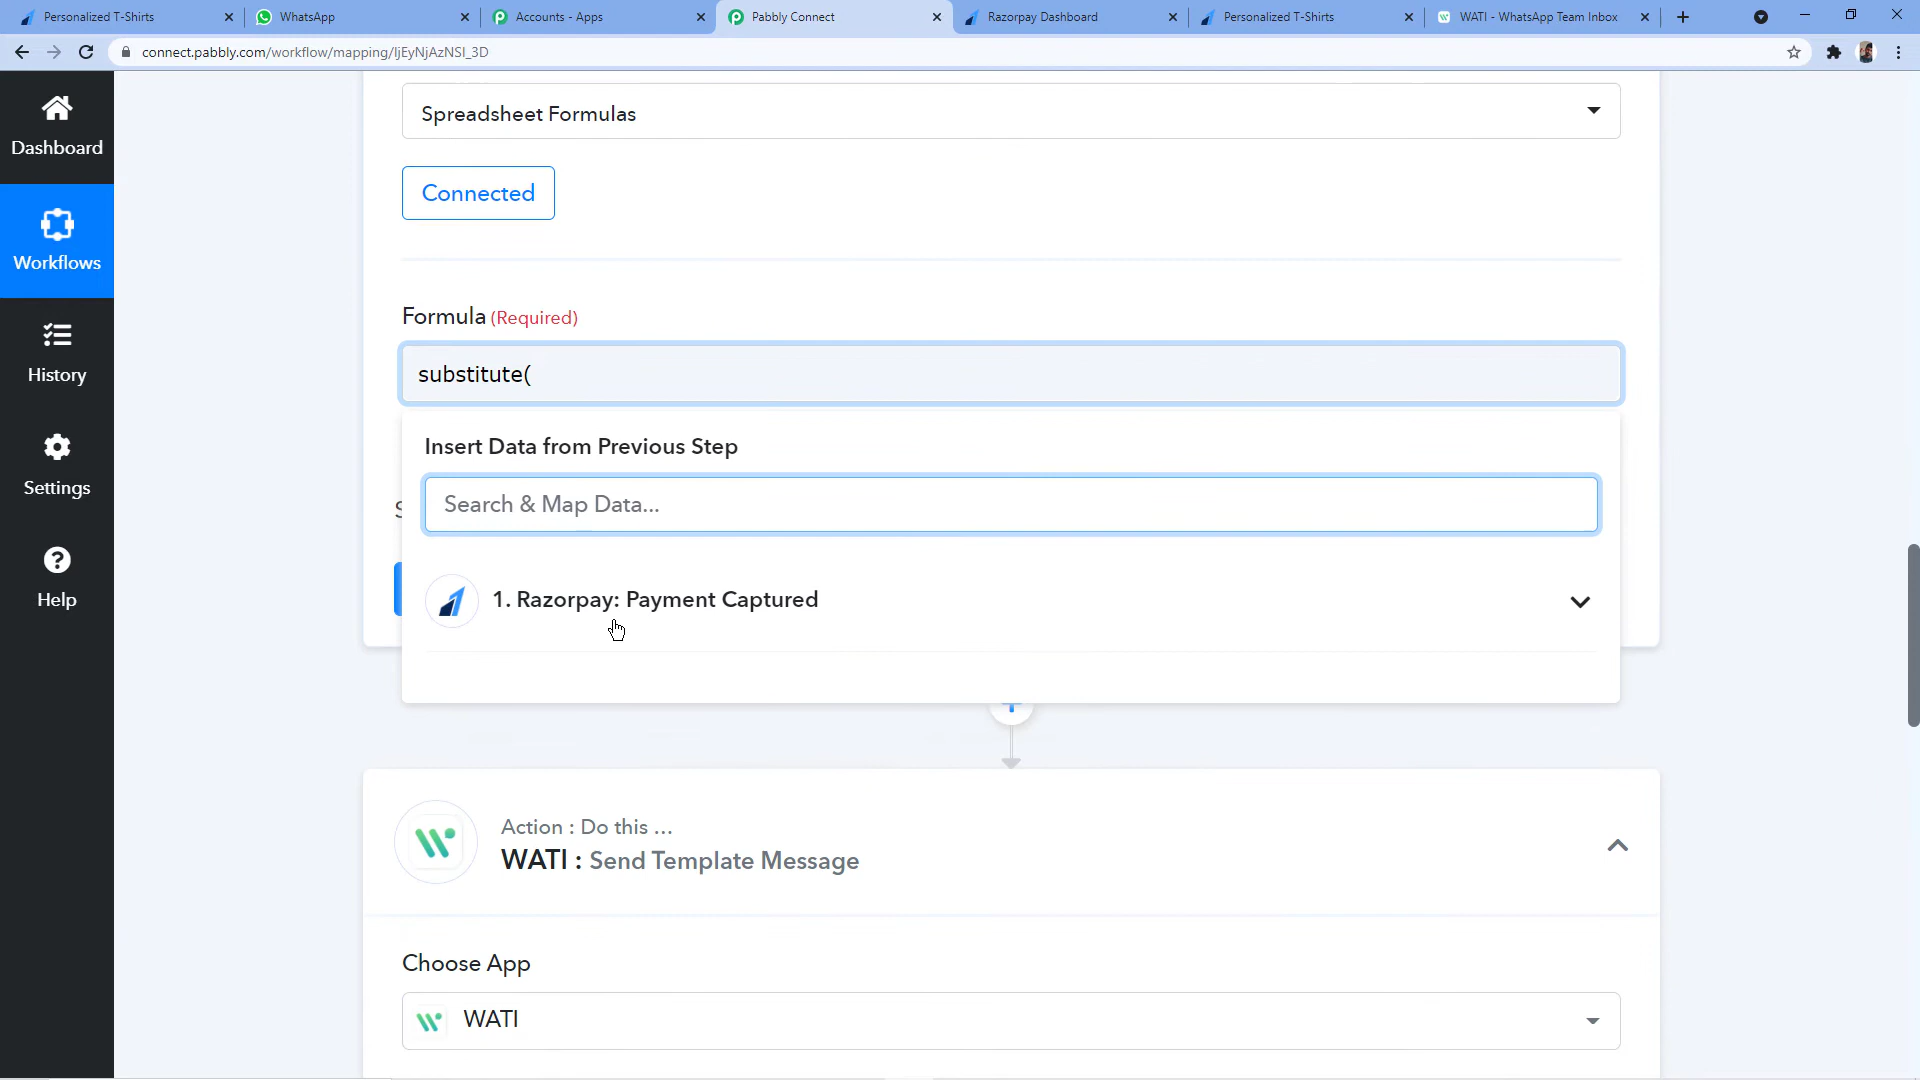 Personalized T-Shirts
WhatsApp
Accounts - Apps
Pabbly Connect
Razorpay Dashboard
Personalized T-Shirts
WATI - WhatsApp Team Inbox
connect.pabbly.com/workflow/mapping/IjEyNjAzNSI_3D
Dashboard
Workflows
History
Settings
Help
Spreadsheet Formulas
Connected
Formula (Required)
substitute(
Insert Data from Previous Step
Search & Map Data...
1. Razorpay: Payment Captured
Action : Do this ...
WATI : Send Template Message
Choose App
WATI